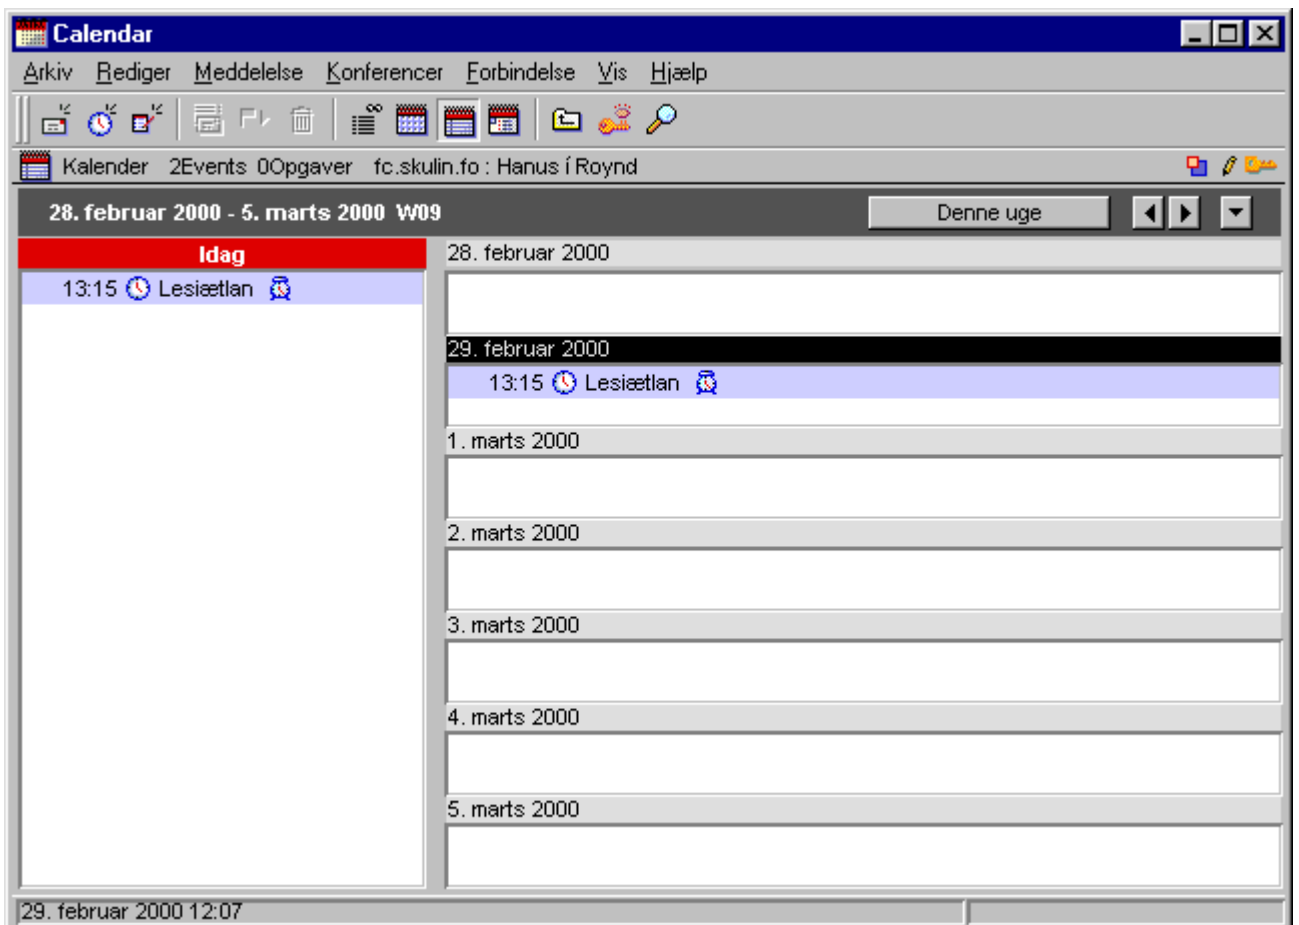 Calendar
Arkiv Rediger Meddelelse Konferencer Forbindelse Vis Hjælp
Kalender 2Events 0Opgaver fc.skulin.fo : Hanus í Roynd
28. februar 2000 - 5. marts 2000 W09 Denne uge
Idag
13:15 Lesiætlan
28. februar 2000
29. februar 2000
13:15 Lesiætlan
1. marts 2000
2. marts 2000
3. marts 2000
4. marts 2000
5. marts 2000
29. februar 2000 12:07